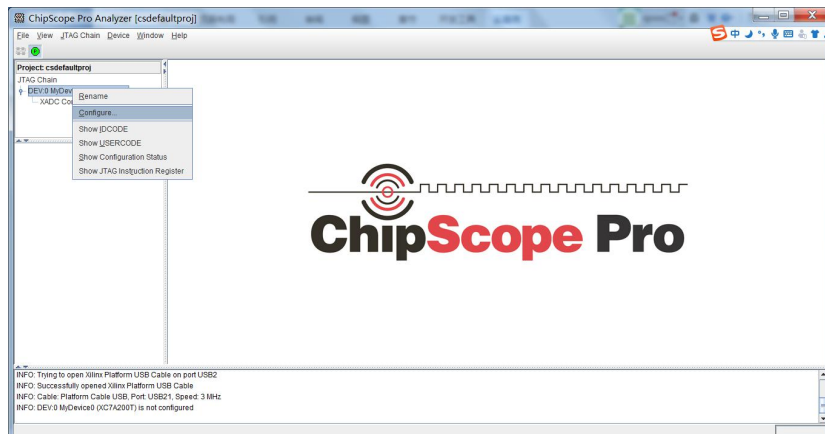 ChipScope Pro Analyzer [csdefaultproj]
File View JTAG Chain Device Window Help
中
Project: csdefaultproj
JTAG Chain
DEV:0 MyDev
XADC Co
Rename
Configure...
Show IDCODE
Show USERCODE
Show Configuration Status
Show JTAG Instruction Register
ChipScope Pro
INFO: Trying to open Xilinx Platform USB Cable on port USB2
INFO: Successfully opened Xilinx Platform USB Cable
INFO: Cable: Platform Cable USB, Port: USB21, Speed: 3 MHz
INFO: DEV:0 MyDevice0 (XC7A200T) is not configured